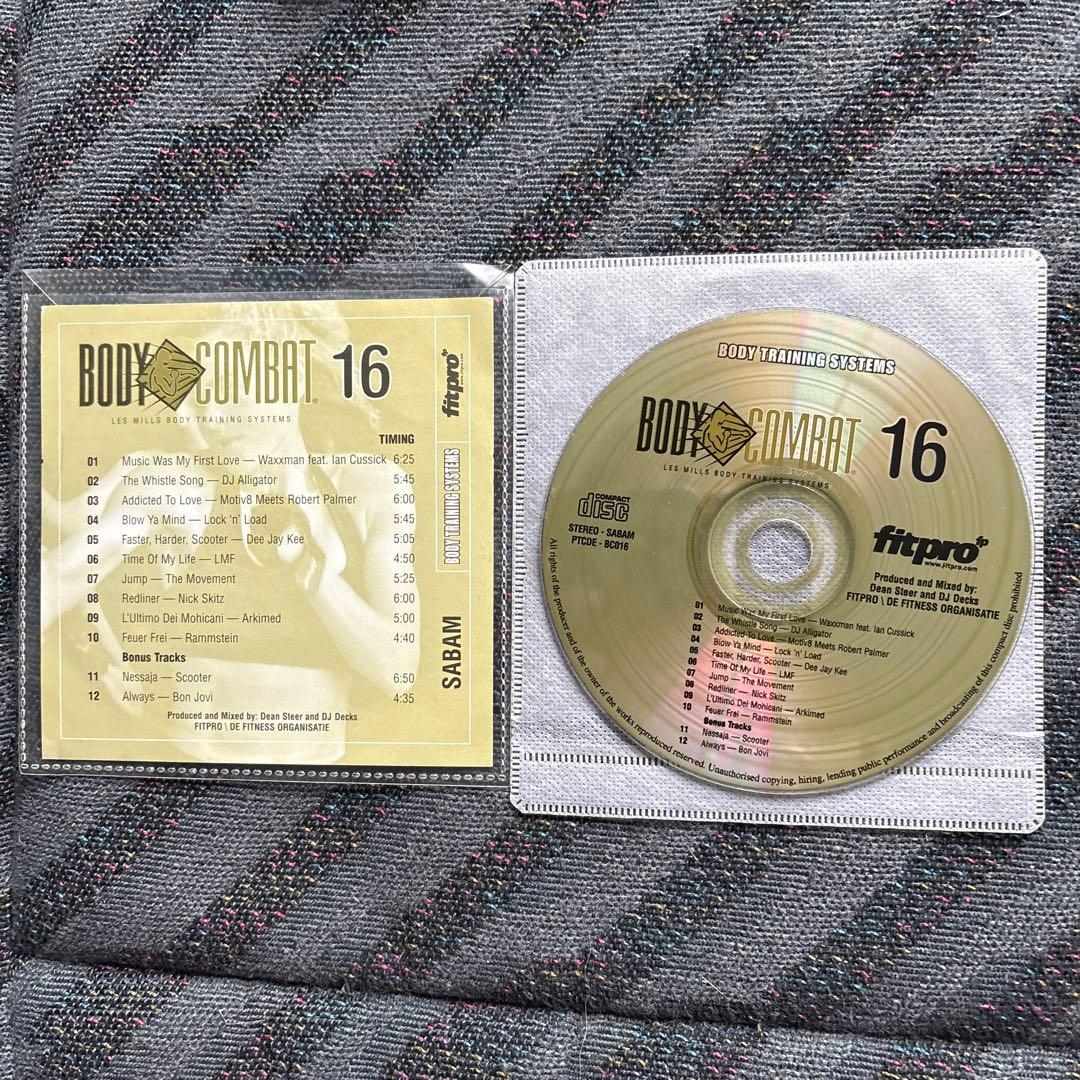 BODY COMBAT® 16
LES MILLS BODY TRAINING SYSTEMS
TIMING
01 Music Was My First Love — Waxxman feat. Ian Cussick 6:25
02 The Whistle Song — DJ Alligator 5:45
03 Addicted To Love — Motiv8 Meets Robert Palmer 6:00
04 Blow Ya Mind — Lock 'n' Load 5:45
05 Faster, Harder, Scooter — Dee Jay Kee 5:05
06 Time Of My Life — LMF 4:50
07 Jump — The Movement 5:25
08 Redliner — Nick Skitz 6:00
09 L'Ultimo Dei Mohicani — Arkimed 5:00
10 Feuer Frei — Rammstein 4:40
Bonus Tracks
11 Nessaja — Scooter 6:50
12 Always — Bon Jovi 4:35
Produced and Mixed by: Dean Steer and DJ Decks
FITPRO \ DE FITNESS ORGANISATIE
fitpro fp
BODY TRAINING SYSTEMS
SABAM
BODY TRAINING SYSTEMS
BODY COMBAT® 16
LES MILLS BODY TRAINING SYSTEMS
COMPACT
disc
STEREO - SABAM
PTCDE - BC016
fitpro fp
www.fitpro.com
Produced and Mixed by:
Dean Steer and DJ Decks
FITPRO \ DE FITNESS ORGANISATIE
01 Music Was My First Love — Waxxman feat. Ian Cussick
02 The Whistle Song — DJ Alligator
03 Addicted To Love — Motiv8 Meets Robert Palmer
04 Blow Ya Mind — Lock 'n' Load
05 Faster, Harder, Scooter — Dee Jay Kee
06 Time Of My Life — LMF
07 Jump — The Movement
08 Redliner — Nick Skitz
09 L'Ultimo Dei Mohicani — Arkimed
10 Feuer Frei — Rammstein
Bonus Tracks
11 Nessaja — Scooter
12 Always — Bon Jovi
All rights of the producer and of the owner of the works reproduced reserved. Unauthorised copying, hiring, lending public performance and broadcasting of this compact disc prohibited